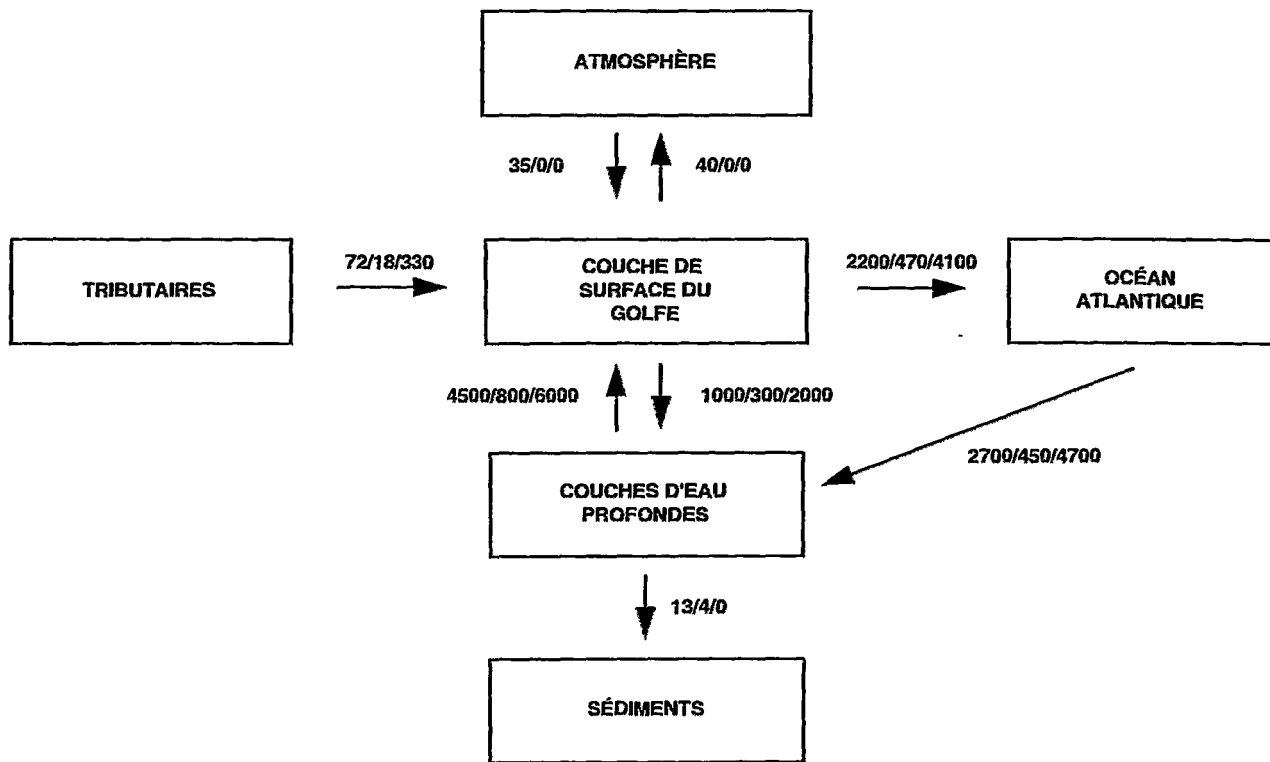 ATMOSPHÈRE
35/0/0
40/0/0
TRIBUTAIRES
72/18/330
COUCHE DE
SURFACE DU
GOLFE
2200/470/4100
OCÉAN
ATLANTIQUE
4500/800/6000
1000/300/2000
2700/450/4700
COUCHES D'EAU
PROFONDES
13/4/0
SÉDIMENTS